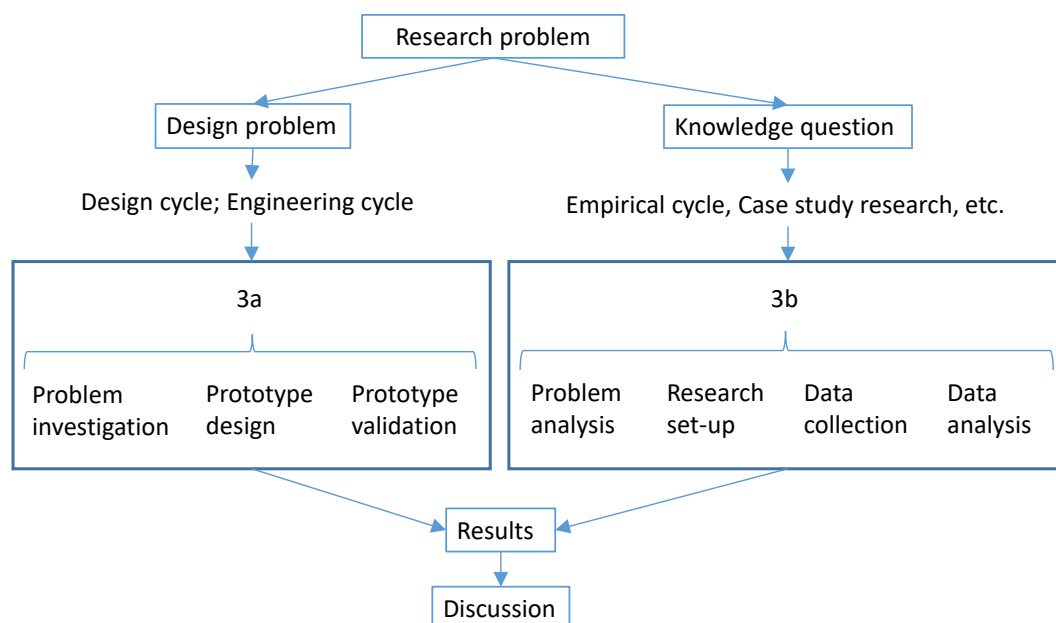 Research problem
Design problem
Knowledge question
Design cycle; Engineering cycle
Empirical cycle, Case study research, etc.
3a
Problem
investigation
Prototype
design
Prototype
validation
3b
Problem
analysis
Research
set-up
Data
collection
Data
analysis
Results
Discussion